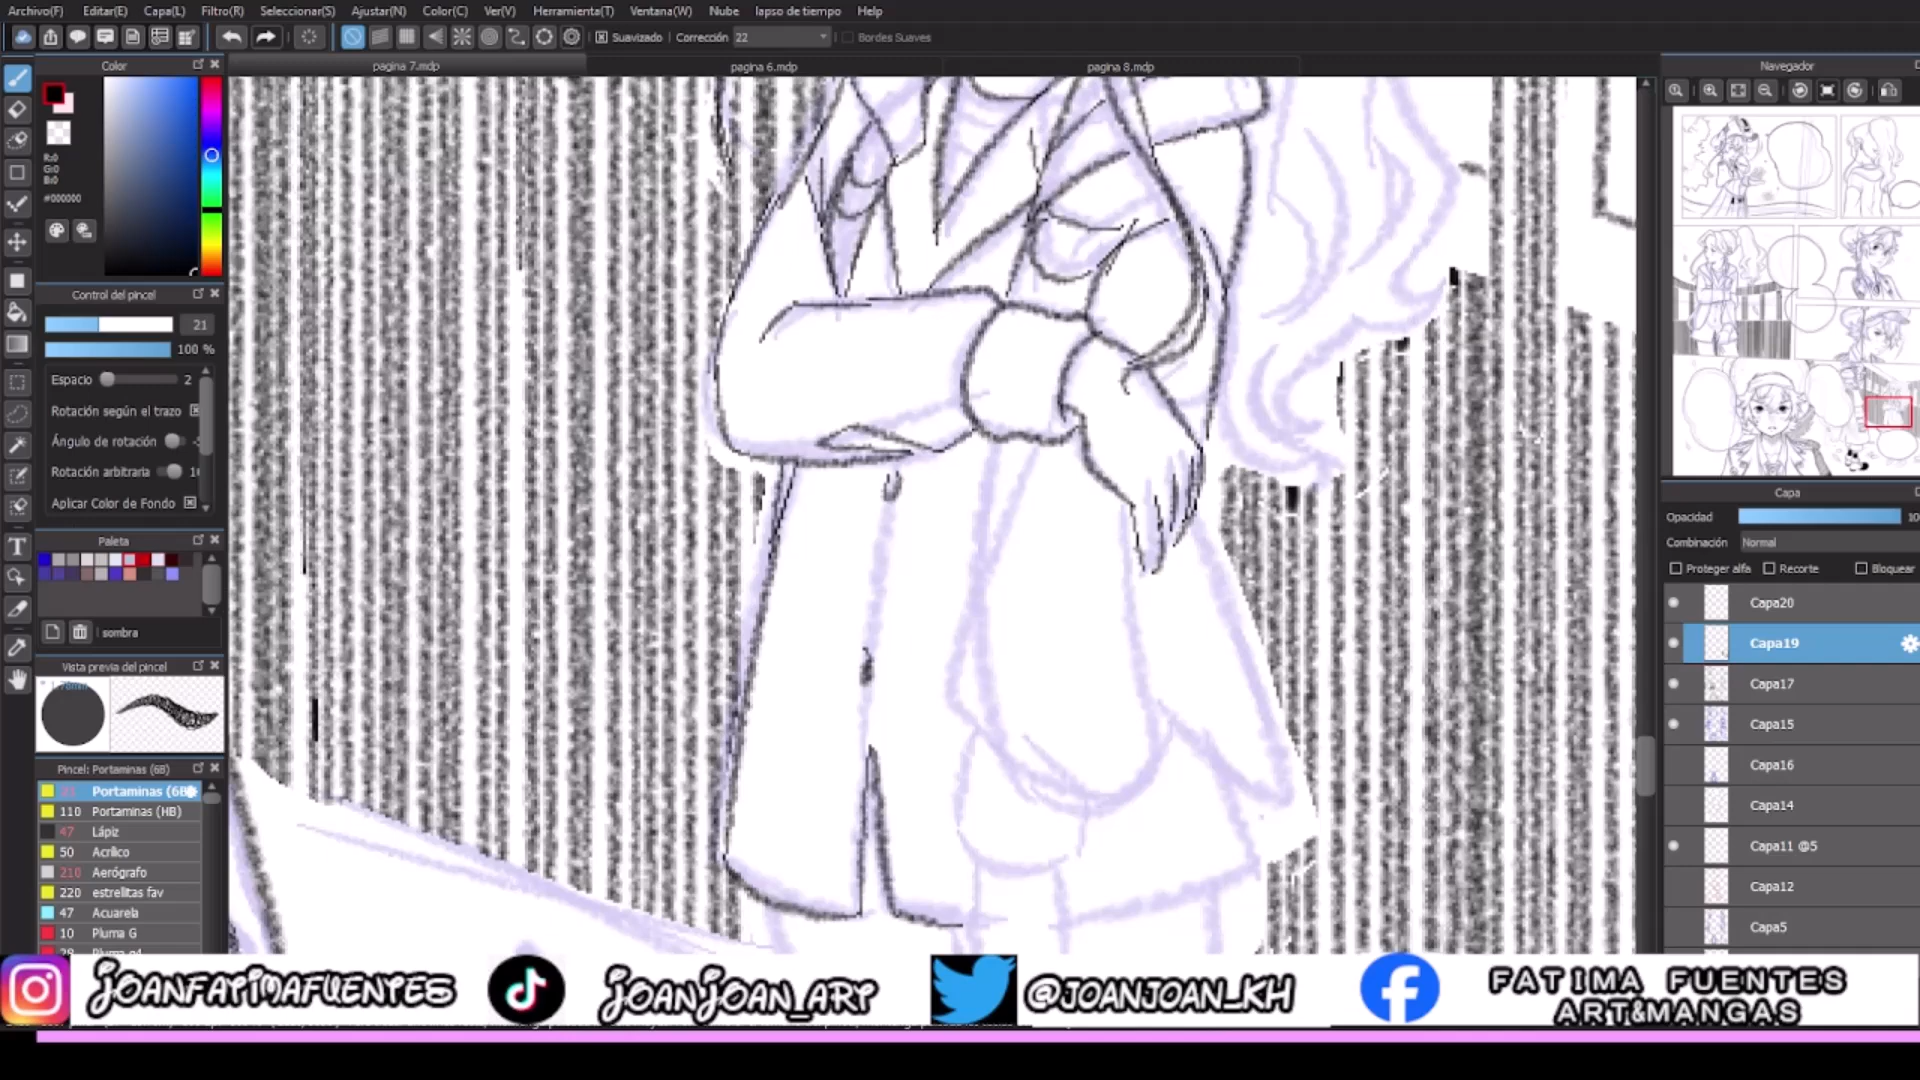 Archivo(F) Editar(E) Capa(L) Filtro(R) Seleccionar(S) Ajustar(N) Color(C) Ver(V) Herramienta(T) Ventana(W) Nube lapso de tiempo Help
Suavizado Corrección 22 Bordes Suaves
Color
pagina 7.mdp pagina 6.mdp pagina 8.mdp
Navegador
R:0
G:0
B:0
#000000
Control del pincel
21
100 %
Espacio 2
Rotación según el trazo
Ángulo de rotación
Rotación arbitraria
Aplicar Color de Fondo
Paleta
sombra
Vista previa del pincel
Pincel: Portaminas (6B)
Portaminas (6B
110 Portaminas (HB)
47 Lápiz
50 Acrílico
210 Aerógrafo
220 estrellitas fav
47 Acuarela
10 Pluma G
Capa
Opacidad
Combinación Normal
Proteger alfa Recorte Bloquear
Capa20
Capa19
Capa17
Capa15
Capa16
Capa14
Capa11 @5
Capa12
Capa5
JOANFATIMAFUENTES JOANJOAN_ART @JOANJOAN_KH FATIMA FUENTES
ART&MANGAS